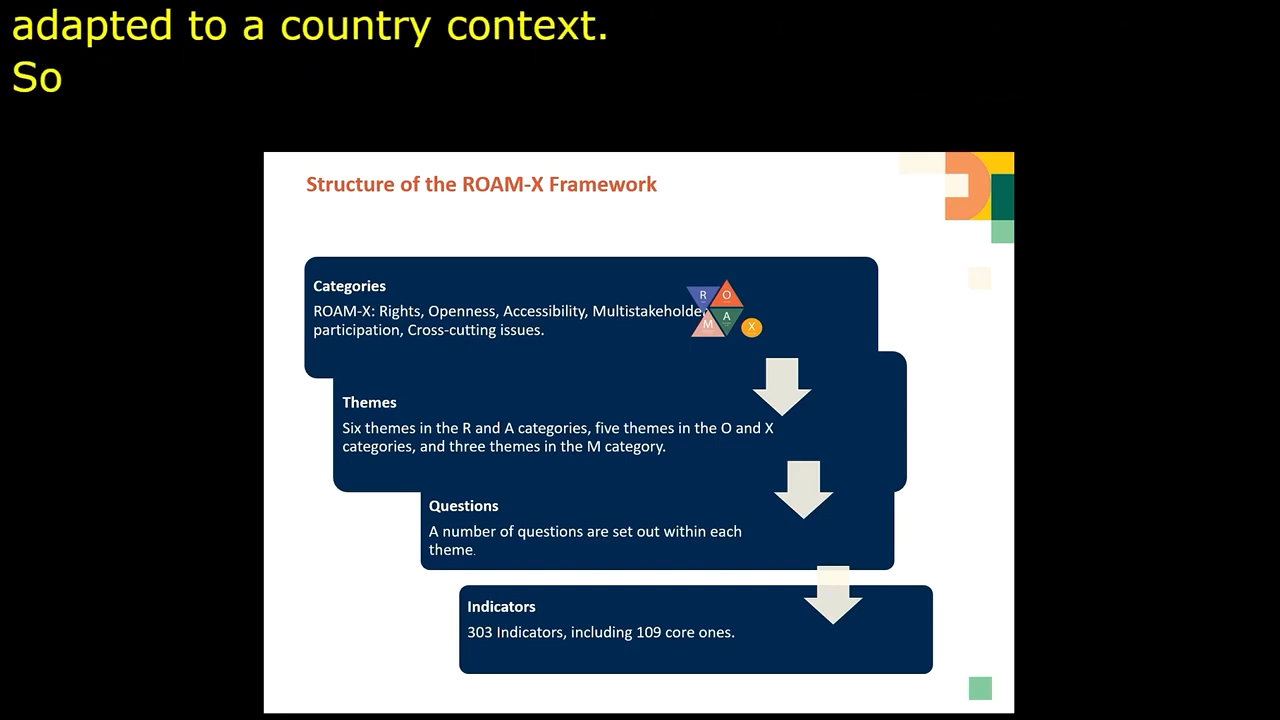 adapted to a country context.
So
Structure of the ROAM-X Framework
Categories
ROAM-X: Rights, Openness, Accessibility, Multistakeholder
participation, Cross-cutting issues.
R
O
M
A
X
Themes
Six themes in the R and A categories, five themes in the O and X
categories, and three themes in the M category.
Questions
A number of questions are set out within each
theme.
Indicators
303 Indicators, including 109 core ones.